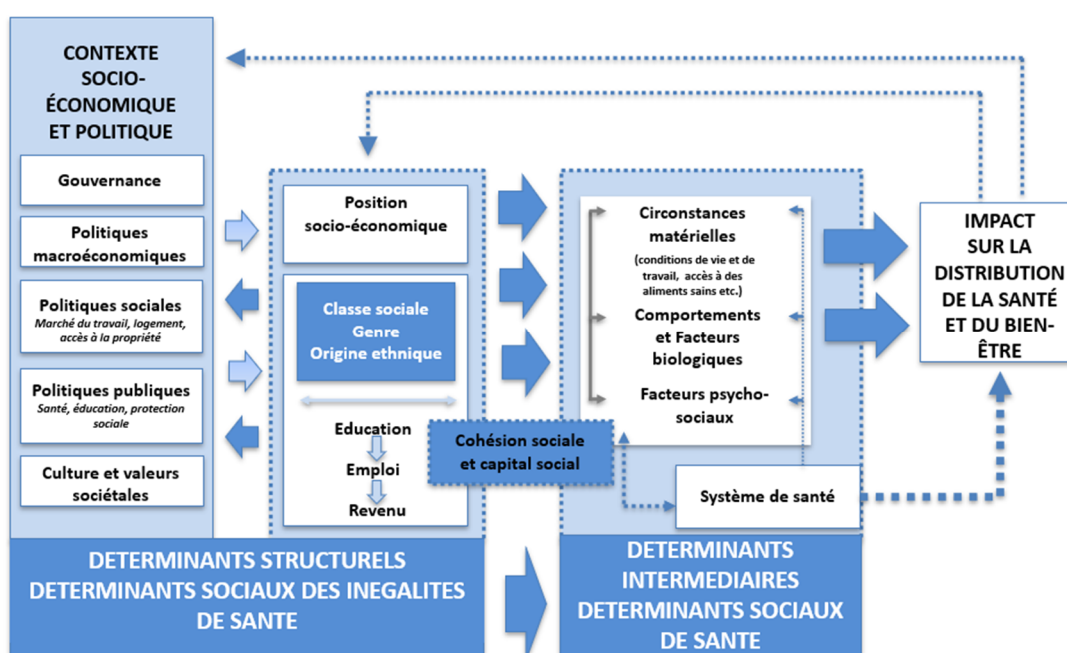 CONTEXTE
SOCIO-
ÉCONOMIQUE
ET POLITIQUE
Gouvernance
Politiques
macroéconomiques
Politiques sociales
Marché du travail, logement,
accès à la propriété
Politiques publiques
Santé, éducation, protection
sociale
Culture et valeurs
sociétales
Position
socio-économique
Classe sociale
Genre
Origine ethnique
Education
Emploi
Revenu
Cohésion sociale
et capital social
Circonstances
matérielles
(conditions de vie et de
travail, accès à des
aliments sains etc.)
Comportements
et Facteurs
biologiques
Facteurs psycho-
sociaux
Système de santé
IMPACT
SUR LA
DISTRIBUTION
DE LA SANTÉ
ET DU BIEN-
ÊTRE
DETERMINANTS STRUCTURELS
DETERMINANTS SOCIAUX DES INEGALITES
DE SANTE
DETERMINANTS
INTERMEDIAIRES
DETERMINANTS SOCIAUX
DE SANTE